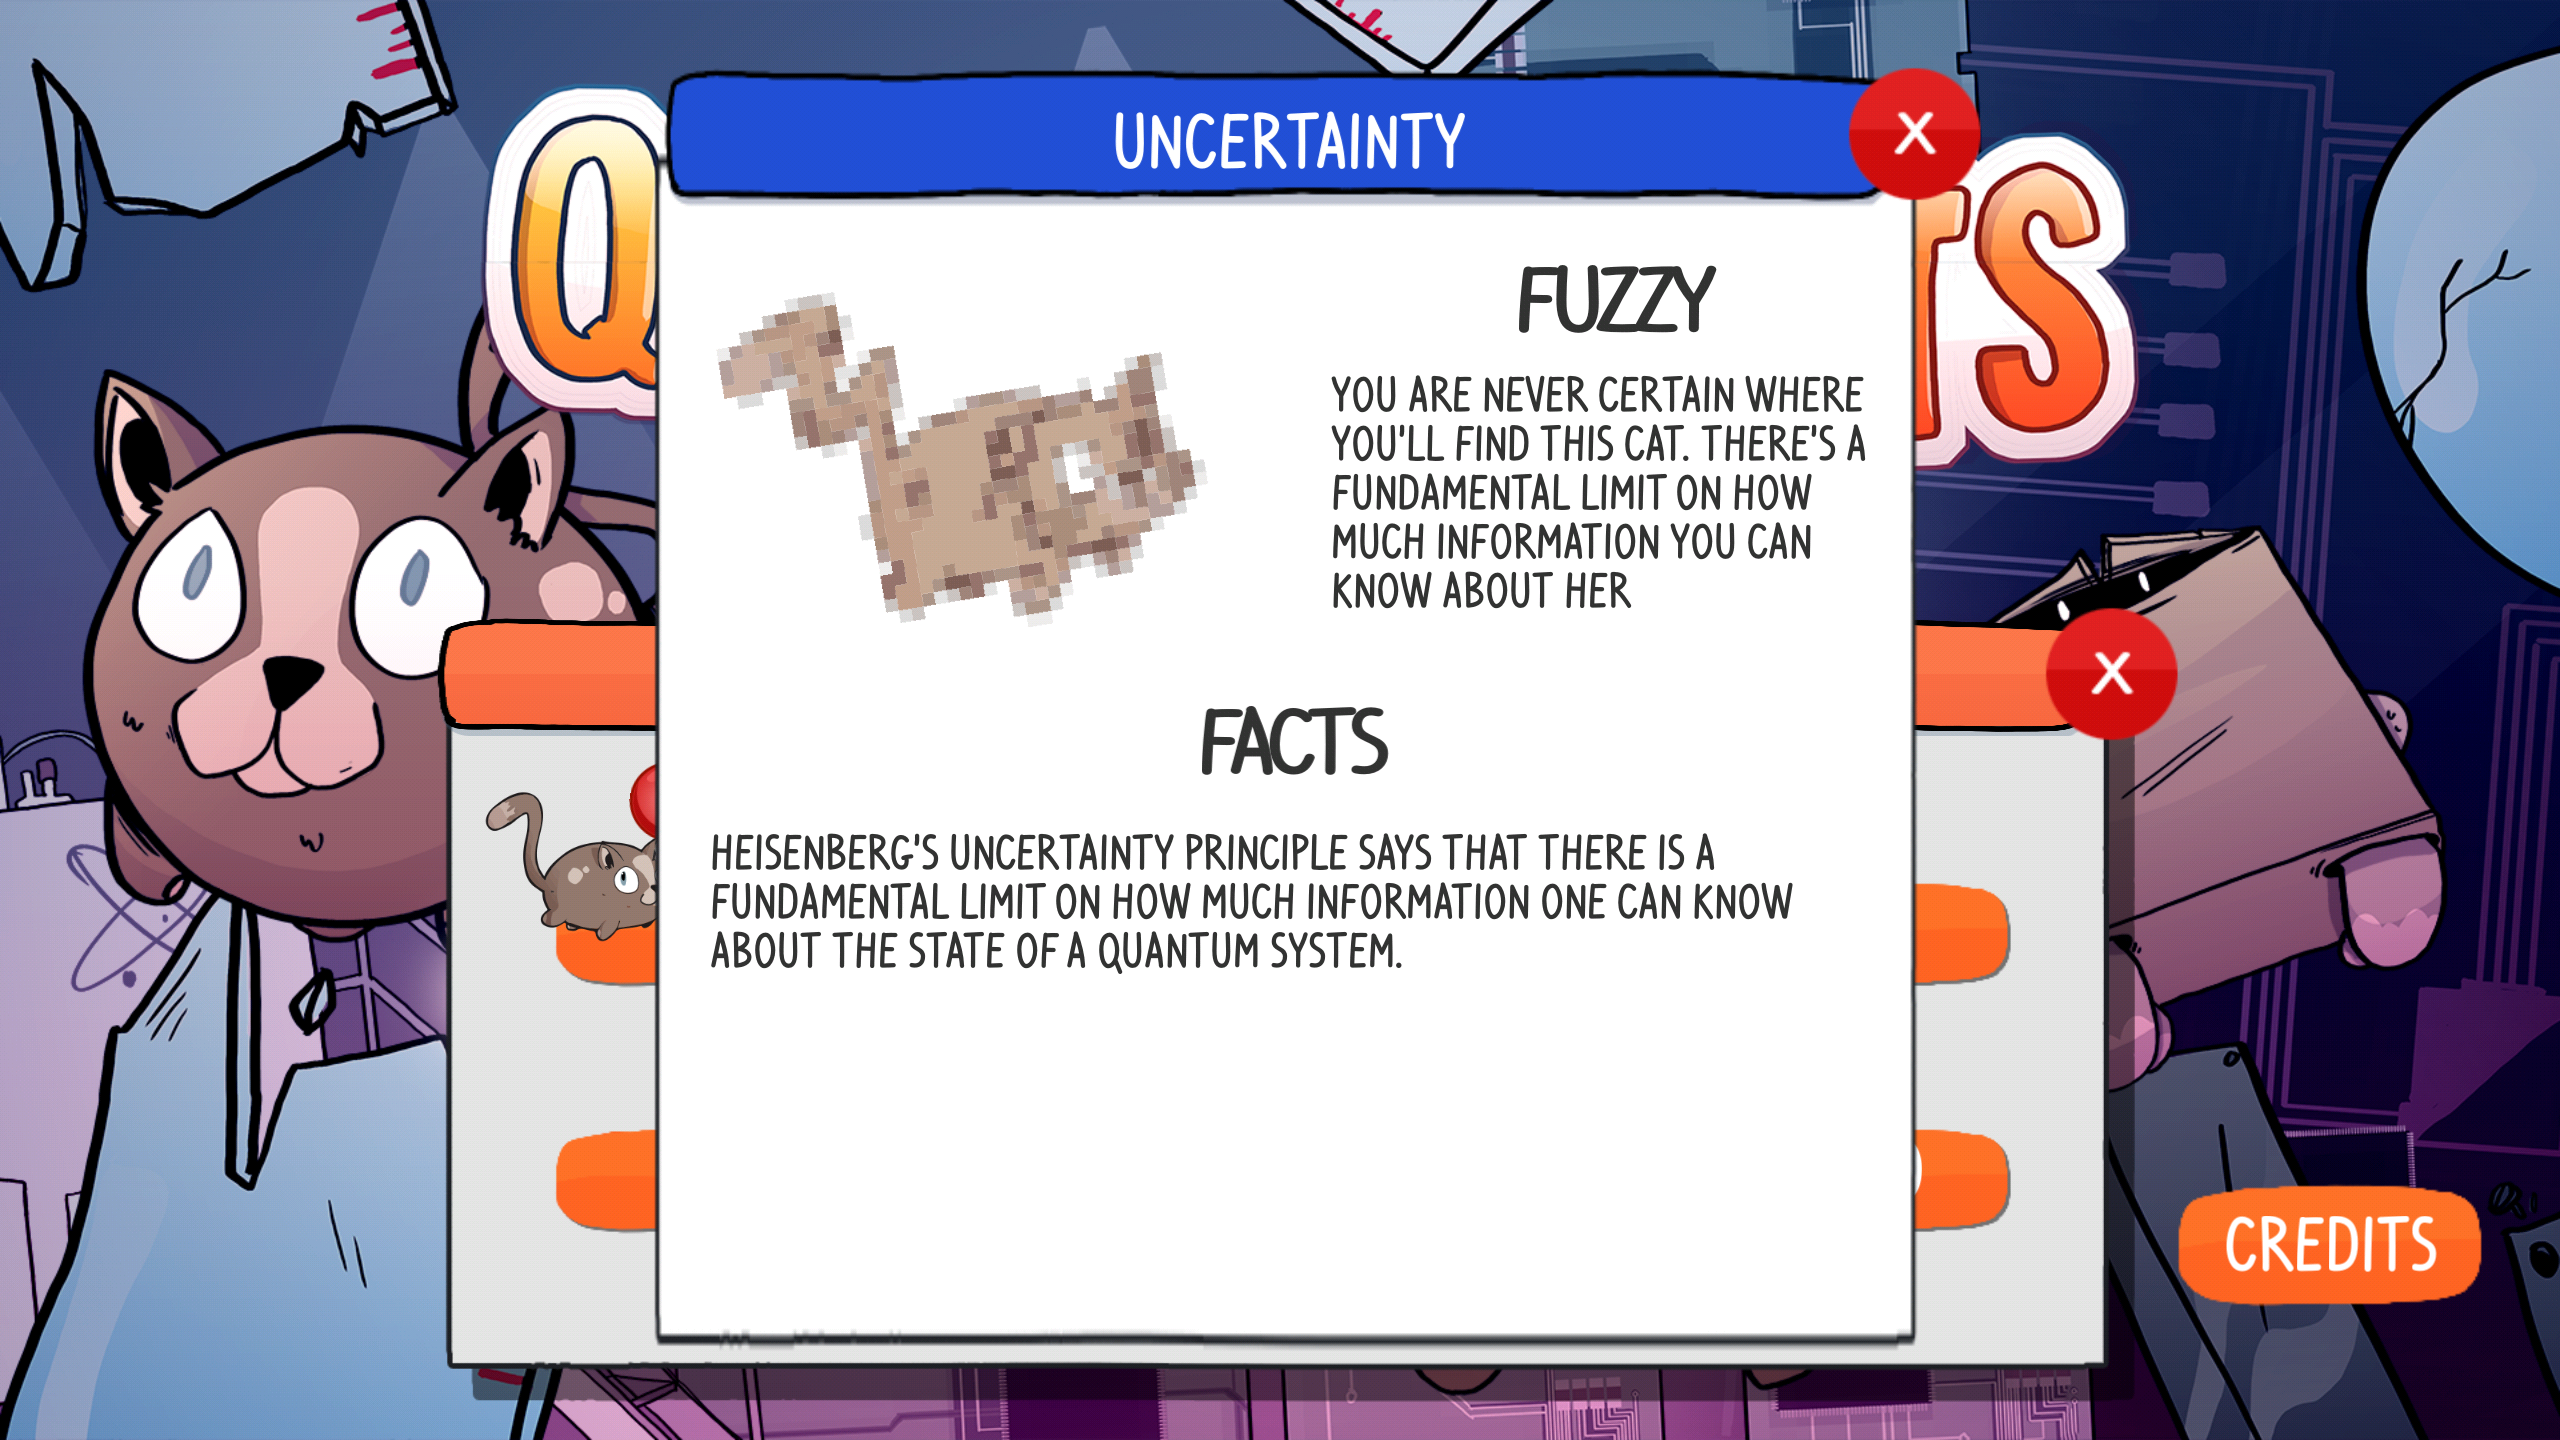 UNCERTAINTY
X
FUZZY
YOU ARE NEVER CERTAIN WHERE
YOU'LL FIND THIS CAT. THERE'S A
FUNDAMENTAL LIMIT ON HOW
MUCH INFORMATION YOU CAN
KNOW ABOUT HER
X
FACTS
HEISENBERG'S UNCERTAINTY PRINCIPLE SAYS THAT THERE IS A
FUNDAMENTAL LIMIT ON HOW MUCH INFORMATION ONE CAN KNOW
ABOUT THE STATE OF A QUANTUM SYSTEM.
CREDITS